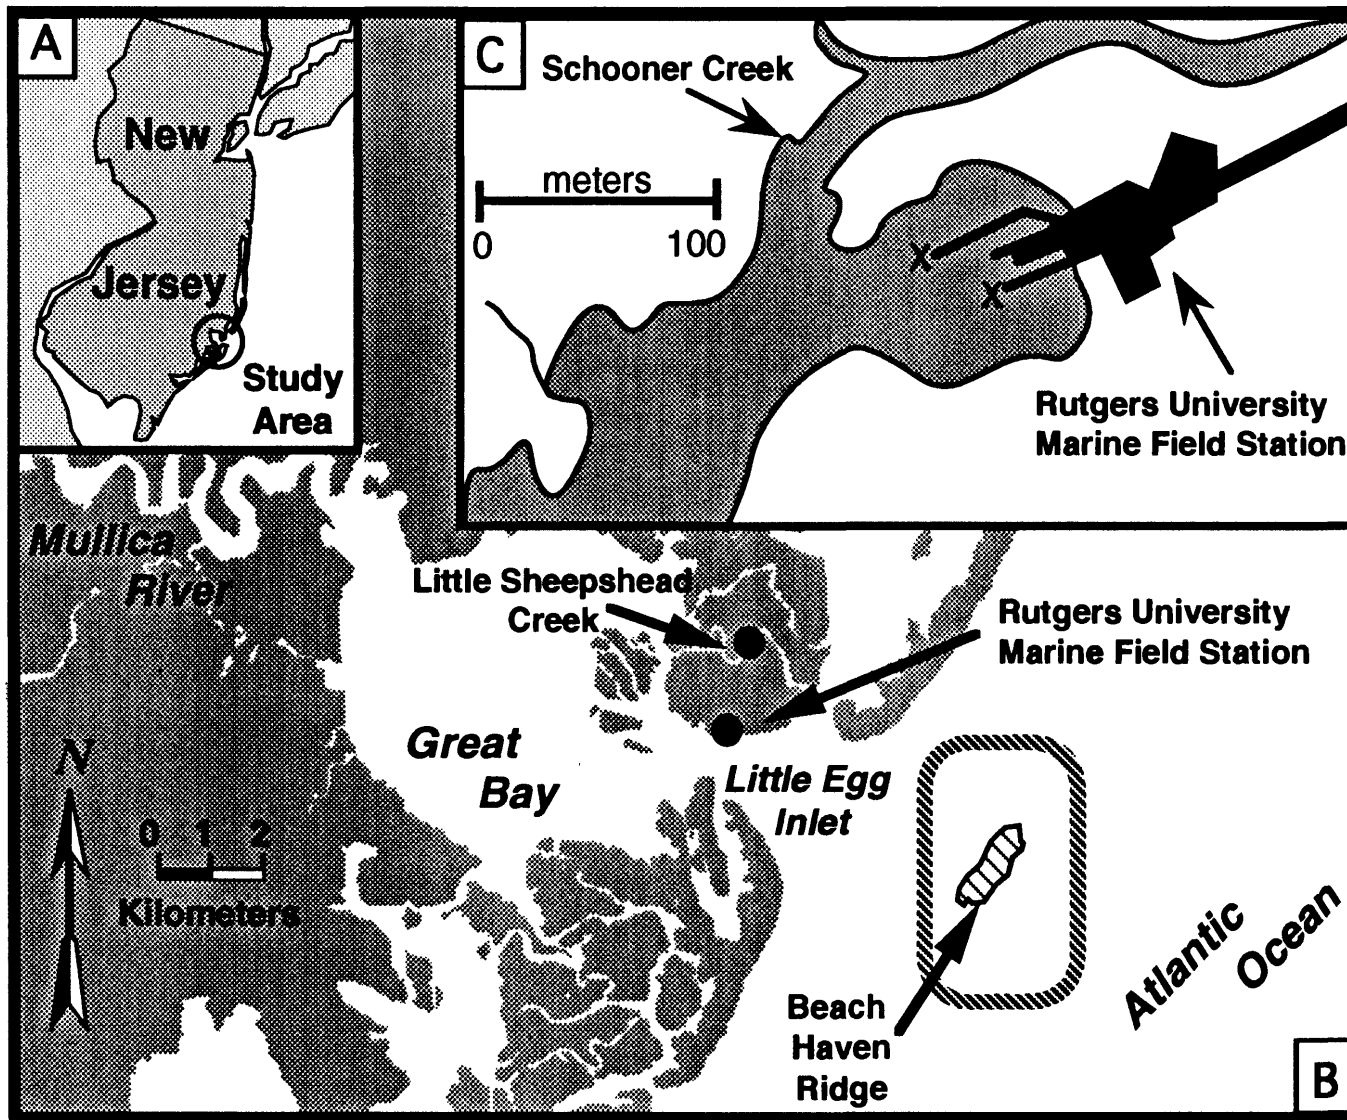 A
New
Jersey
Study
Area
C
Schooner Creek
meters
0 100
X
X
Rutgers University
Marine Field Station
Mullica
River
Little Sheepshead
Creek
Rutgers University
Marine Field Station
Great
Bay
Little Egg
Inlet
N
0 1 2
Kilometers
Beach
Haven
Ridge
Atlantic
Ocean
B